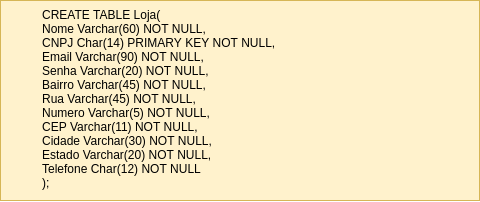 CREATE TABLE Loja(
Nome Varchar(60) NOT NULL,
CNPJ Char(14) PRIMARY KEY NOT NULL,
Email Varchar(90) NOT NULL,
Senha Varchar(20) NOT NULL,
Bairro Varchar(45) NOT NULL,
Rua Varchar(45) NOT NULL,
Numero Varchar(5) NOT NULL,
CEP Varchar(11) NOT NULL,
Cidade Varchar(30) NOT NULL,
Estado Varchar(20) NOT NULL,
Telefone Char(12) NOT NULL
);